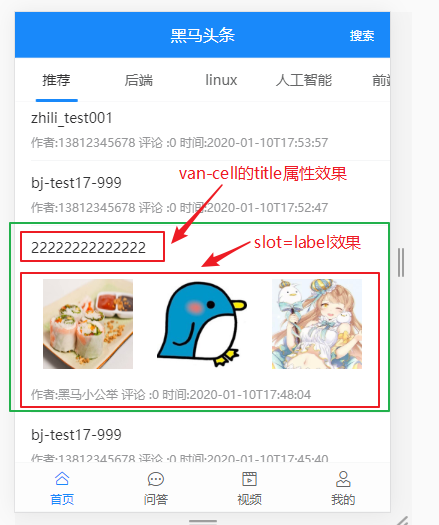 黑马头条
搜索
推荐
后端
linux
人工智能
前端
zhili_test001
作者:13812345678 评论 :0 时间:2020-01-10T17:53:57
van-cell的title属性效果
bj-test17-999
作者:13812345678 评论 :0 时间:2020-01-10T17:52:47
slot=label效果
22222222222222
作者:黑马小公举 评论 :0 时间:2020-01-10T17:48:04
bj-test17-999
作者:13812345678 评论 :0 时间:2020-01-10T17:45:40
首页
问答
视频
我的